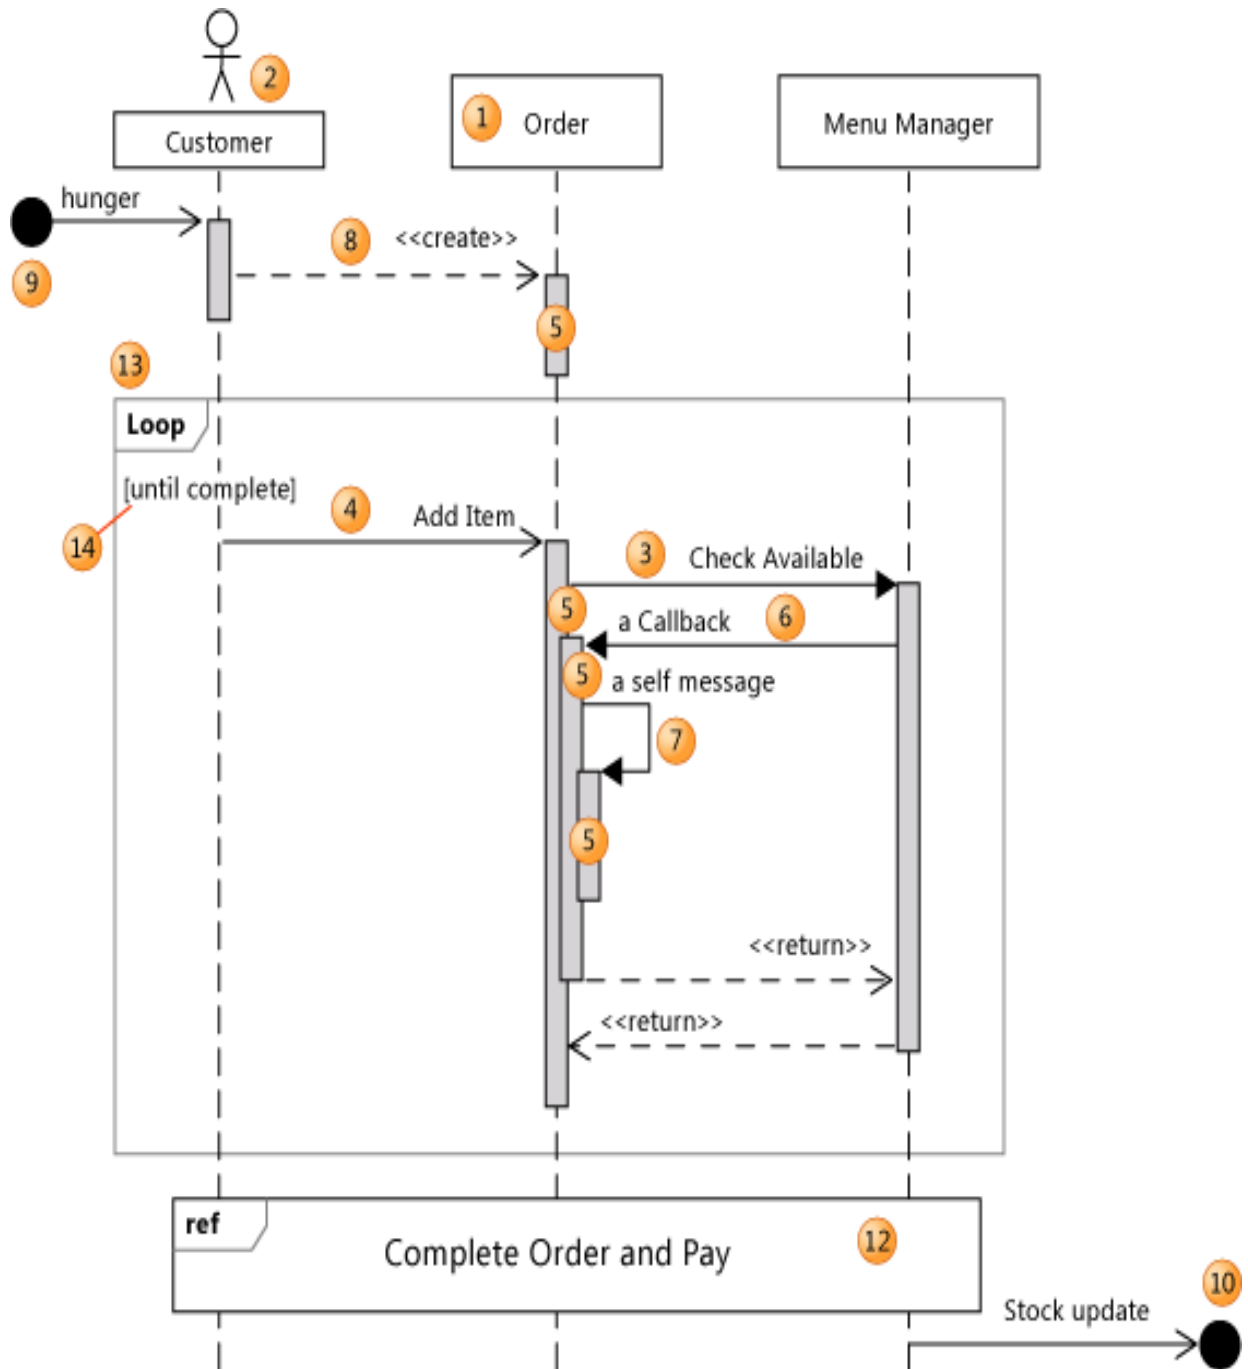 2
1
Order
Menu Manager
Customer
hunger
8
<<create>>
9
5
13
Loop
[until complete]
4
Add Item
14
3
Check Available
5
a Callback
6
5
a self message
7
5
<<return>>
<<return>>
ref
Complete Order and Pay
12
10
Stock update